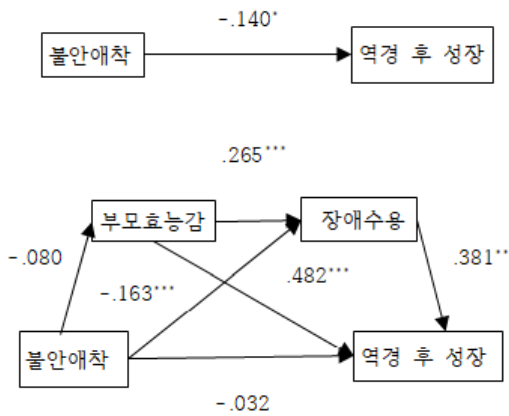 -.140*
불안애착
역경 후 성장
.265***
부모효능감
장애수용
-.080
-.163***
.482***
.381**
불안애착
역경 후 성장
-.032